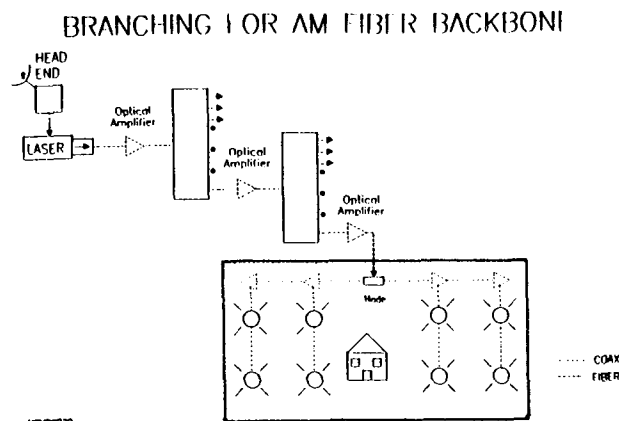 BRANCHING FOR AM FIBER BACKBONE
HEAD
END
Optical
Amplifier
LASER
Optical
Amplifier
Optical
Amplifier
Node
COAX
FIBER